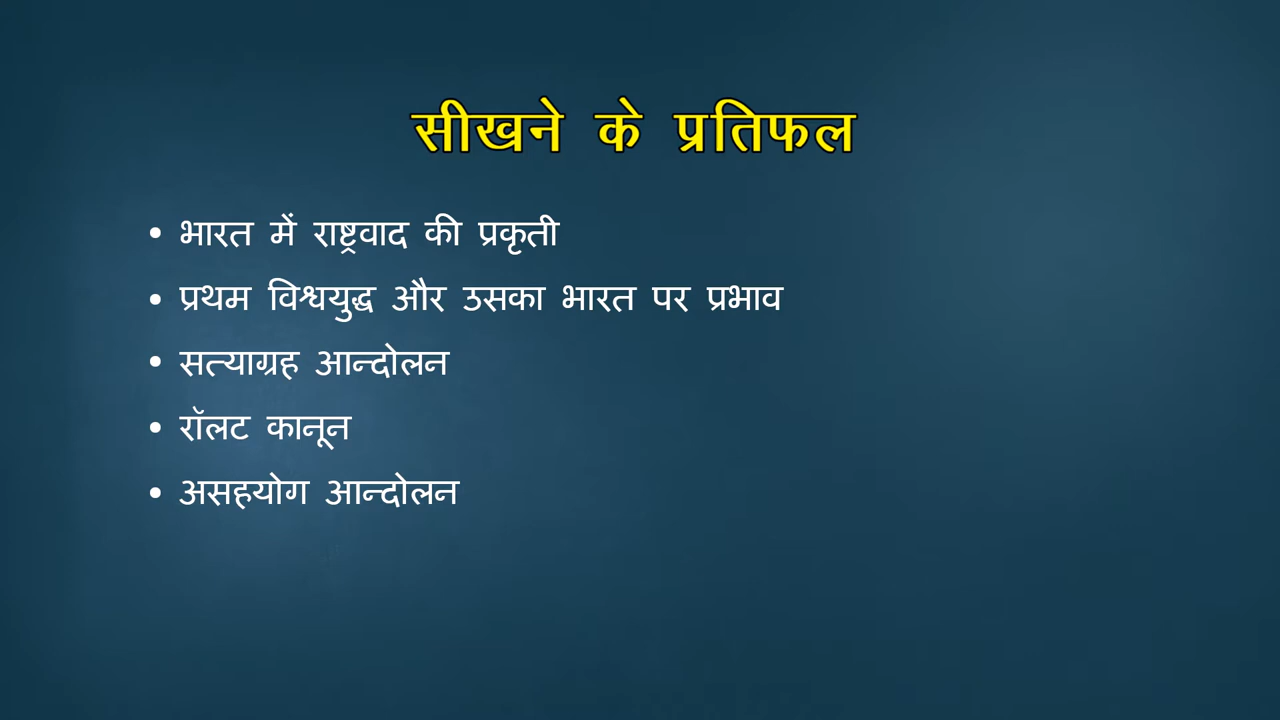 सीखने के प्रतिफल
• भारत में राष्ट्रवाद की प्रकृती
• प्रथम विश्वयुद्ध और उसका भारत पर प्रभाव
• सत्याग्रह आन्दोलन
• रॉलट कानून
• असहयोग आन्दोलन